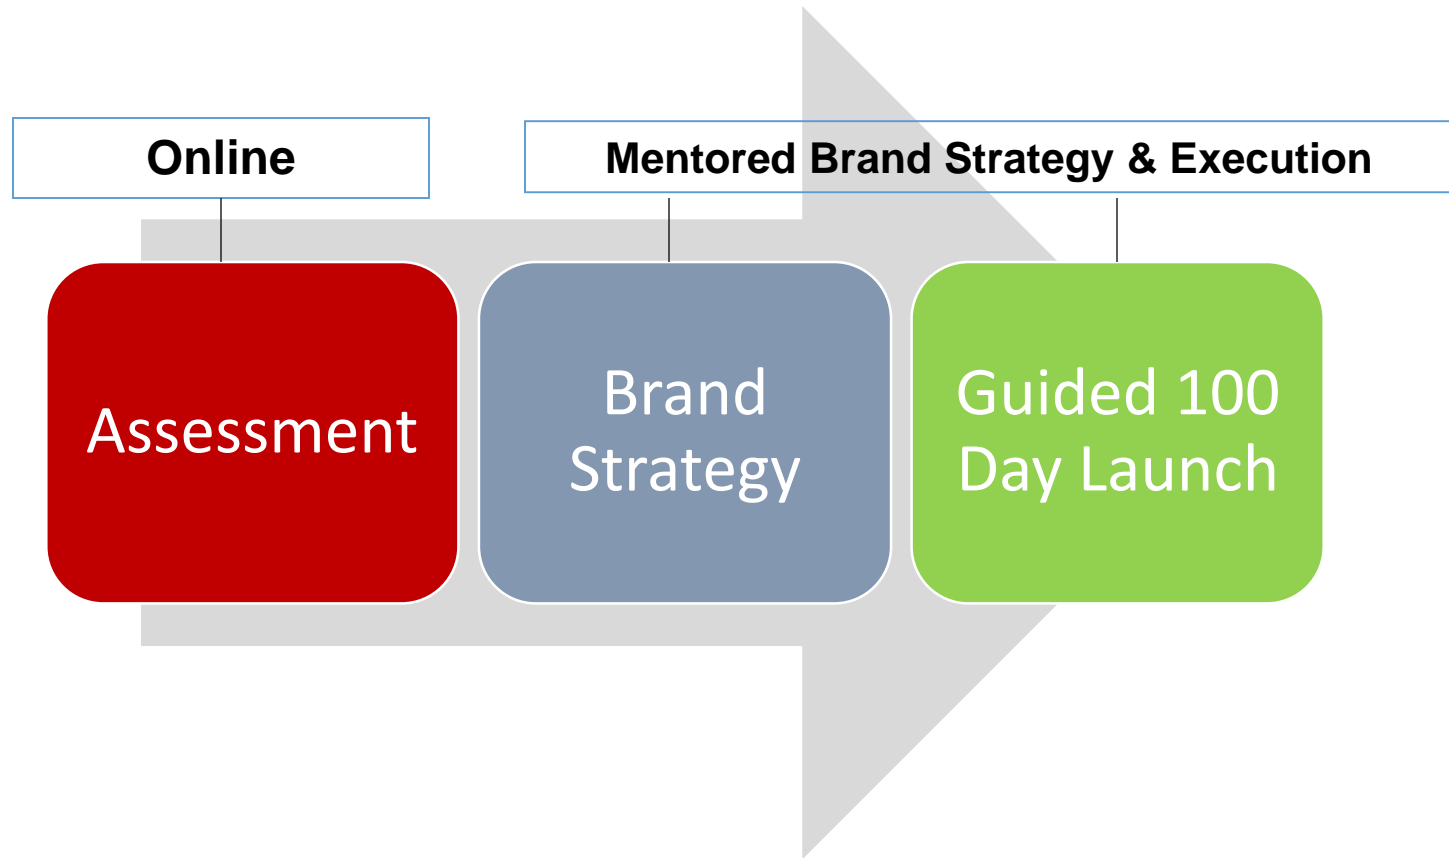 Online
Mentored Brand Strategy & Execution
Assessment
Brand
Strategy
Guided 100
Day Launch